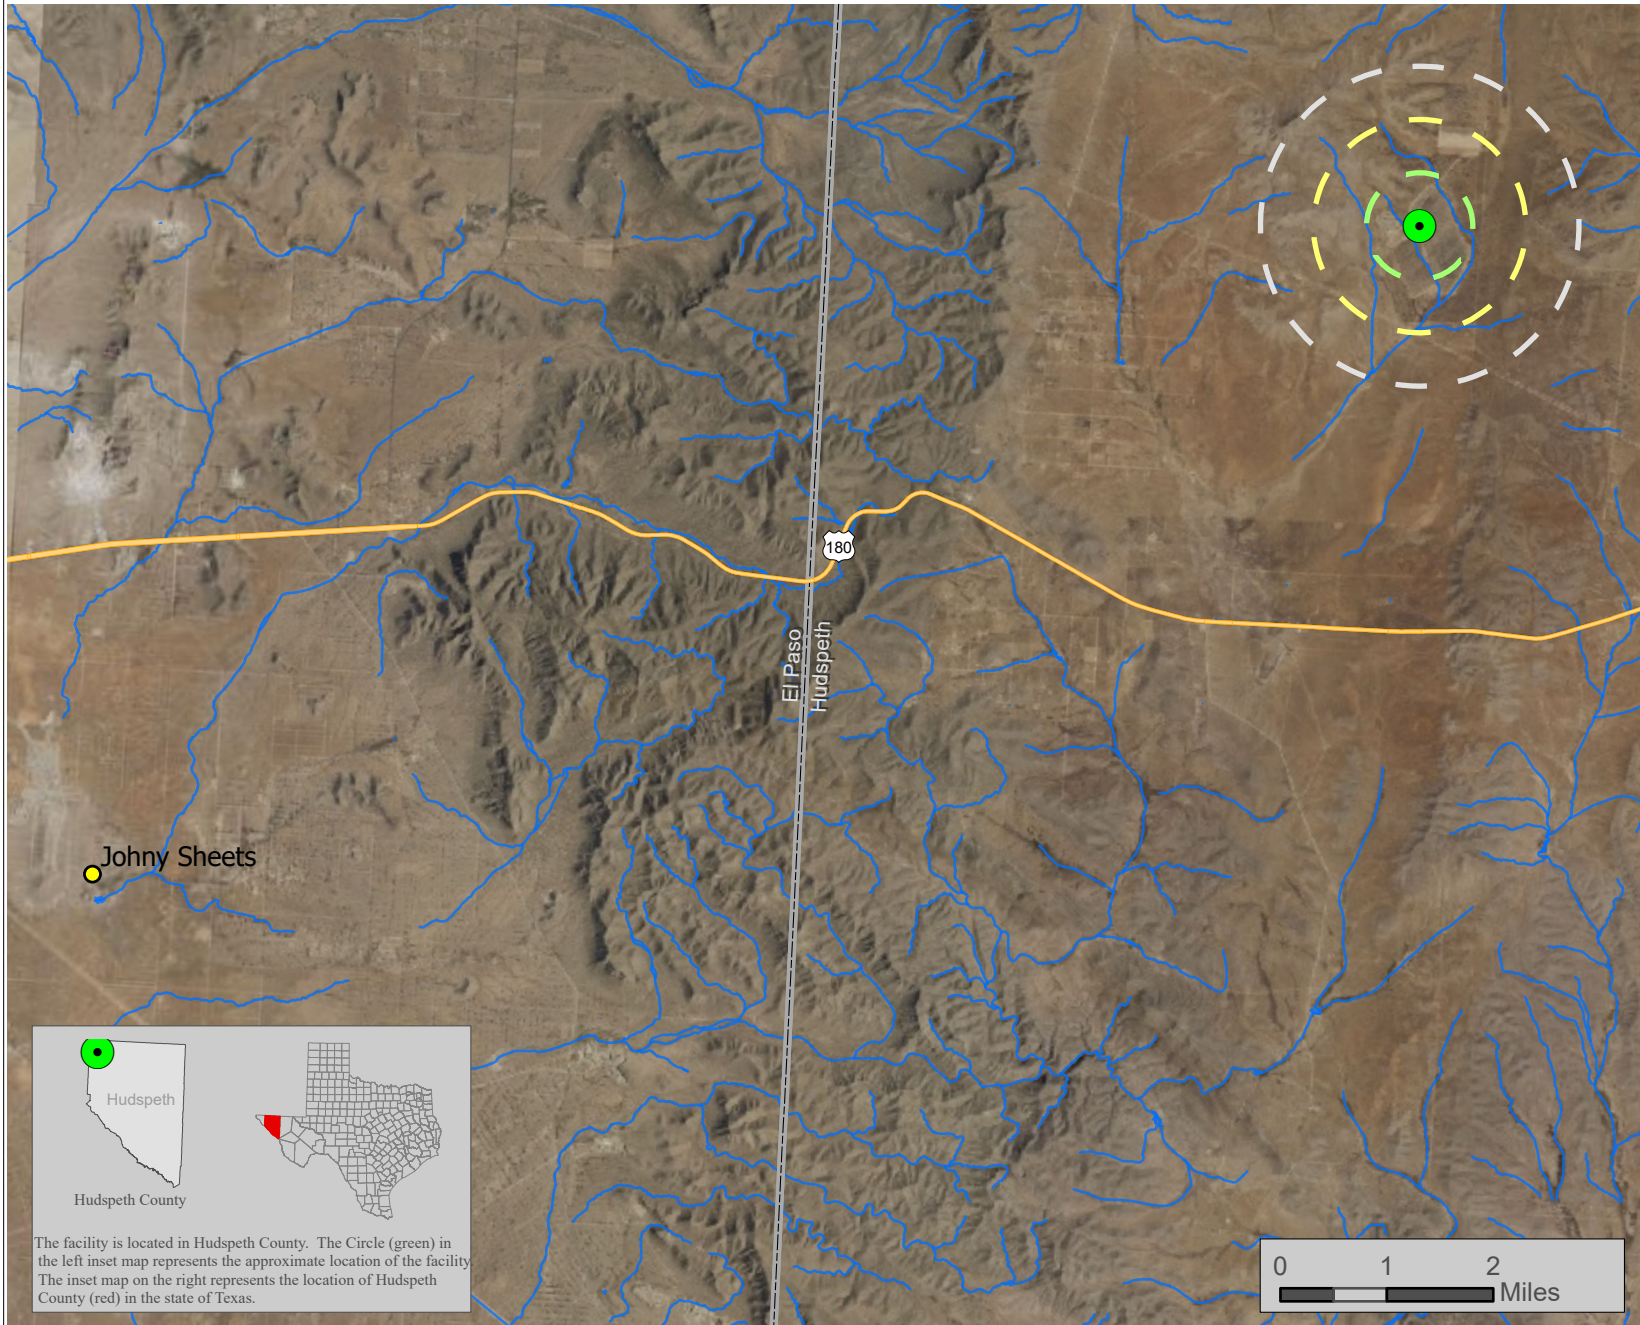 180
El Paso
Hudspeth
Johny Sheets
Hudspeth
Hudspeth County
The facility is located in Hudspeth County.  The Circle (green) in
the left inset map represents the approximate location of the facility.
The inset map on the right represents the location of Hudspeth
County (red) in the state of Texas.
0 1 2
Miles